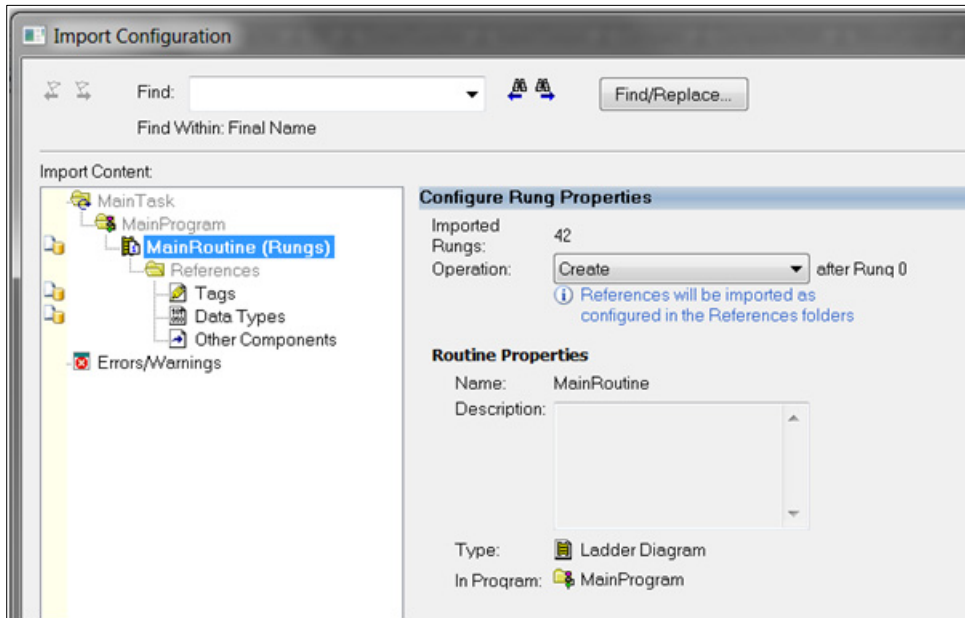 Import Configuration
Find:
Find/Replace...
Find Within: Final Name
Import Content:
MainTask
MainProgram
MainRoutine (Rungs)
References
Tags
Data Types
Other Components
Errors/Warnings
Configure Rung Properties
Imported
Rungs:
42
Operation:
Create
after Rung 0
References will be imported as
configured in the References folders
Routine Properties
Name:
MainRoutine
Description:
Type:
Ladder Diagram
In Program:
MainProgram